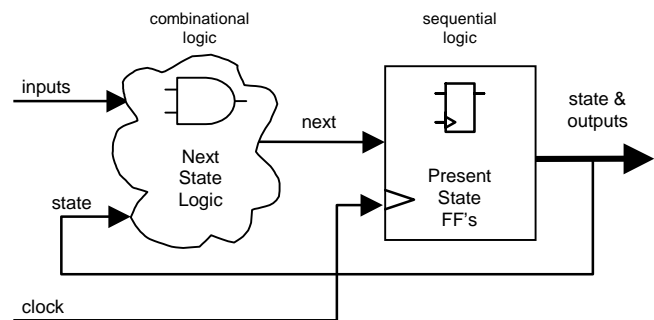 combinational
logic
sequential
logic
inputs
next
state &
outputs
Next
State
Logic
Present
State
FF's
state
clock